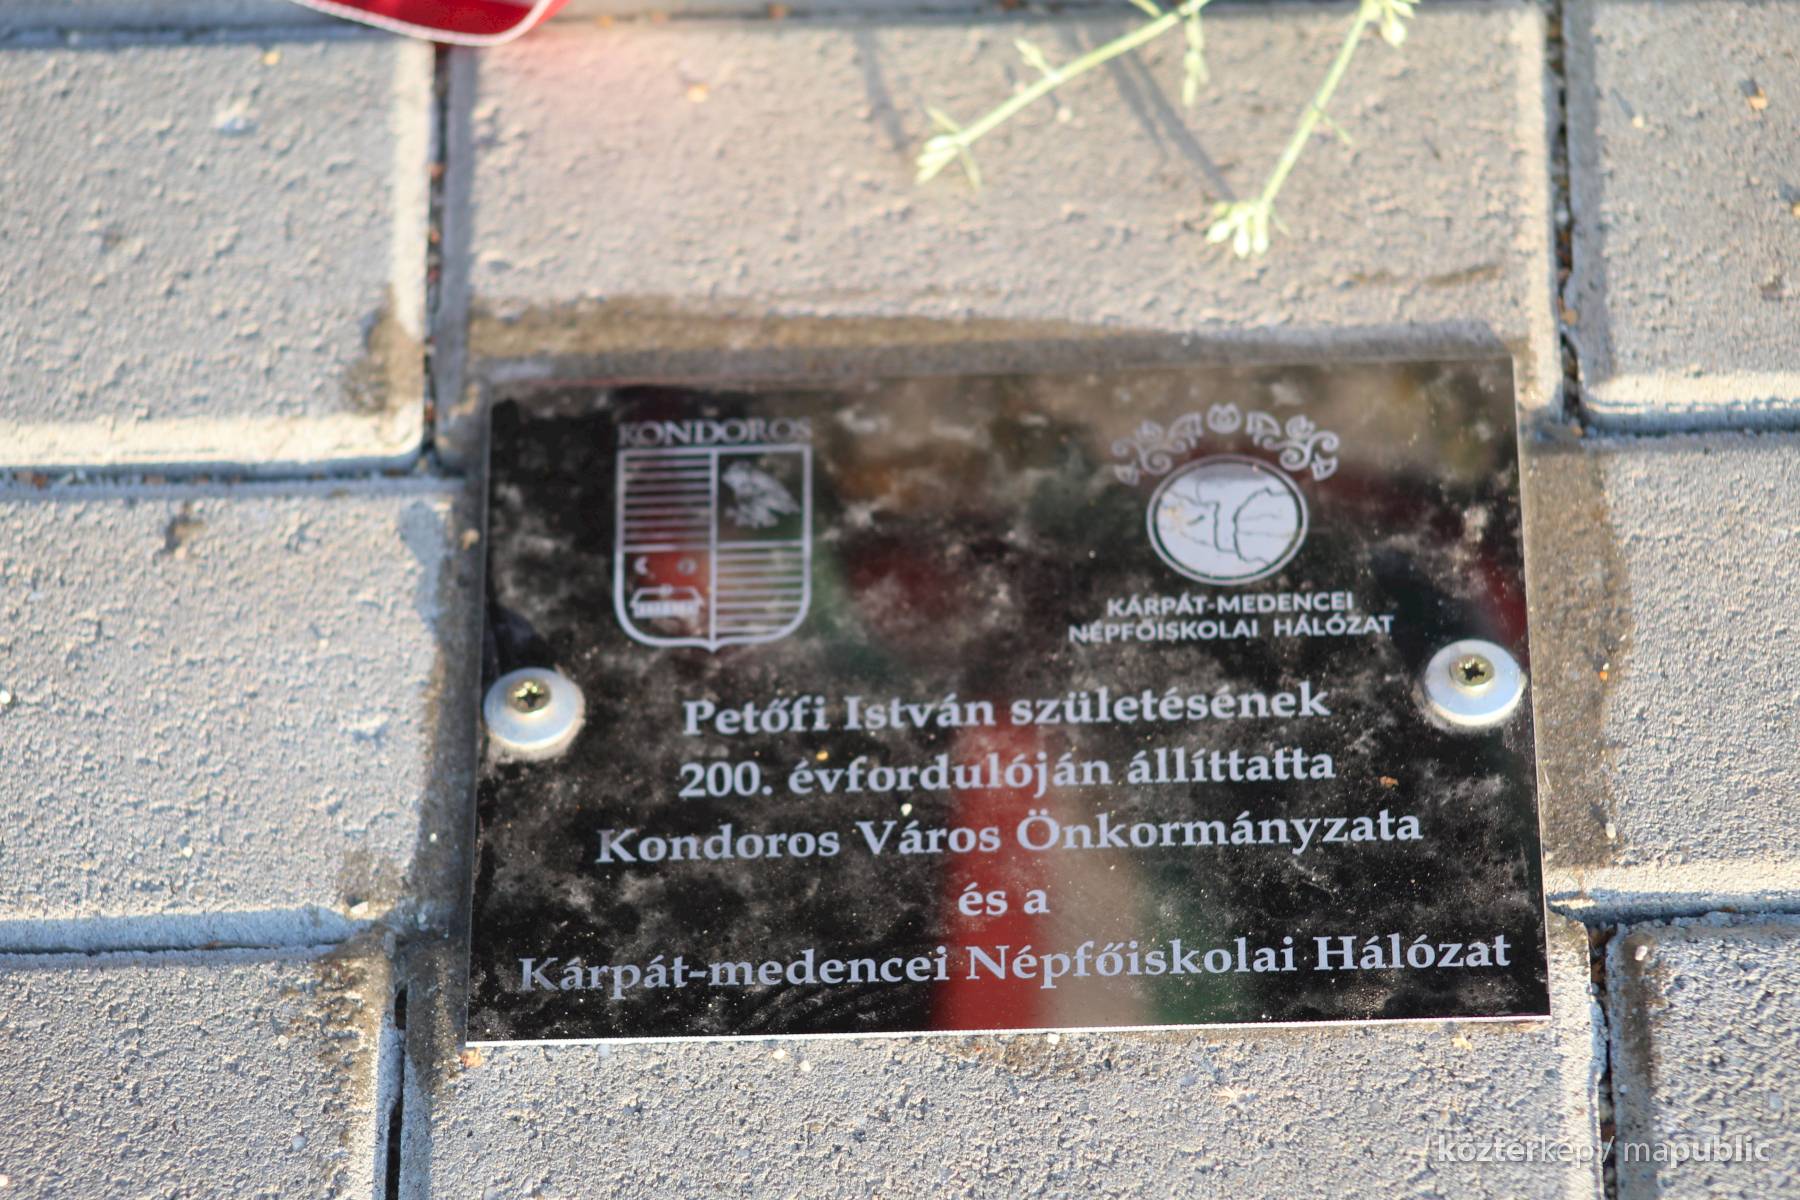 KONDOROS
KÁRPÁT-MEDENCEI
NÉPFŐISKOLAI HÁLÓZAT
Petőfi István születésének
200. évfordulóján állíttatta
Kondoros Város Önkormányzata
és a
Kárpát-medencei Népfőiskolai Hálózat
köztérkép / mapublic